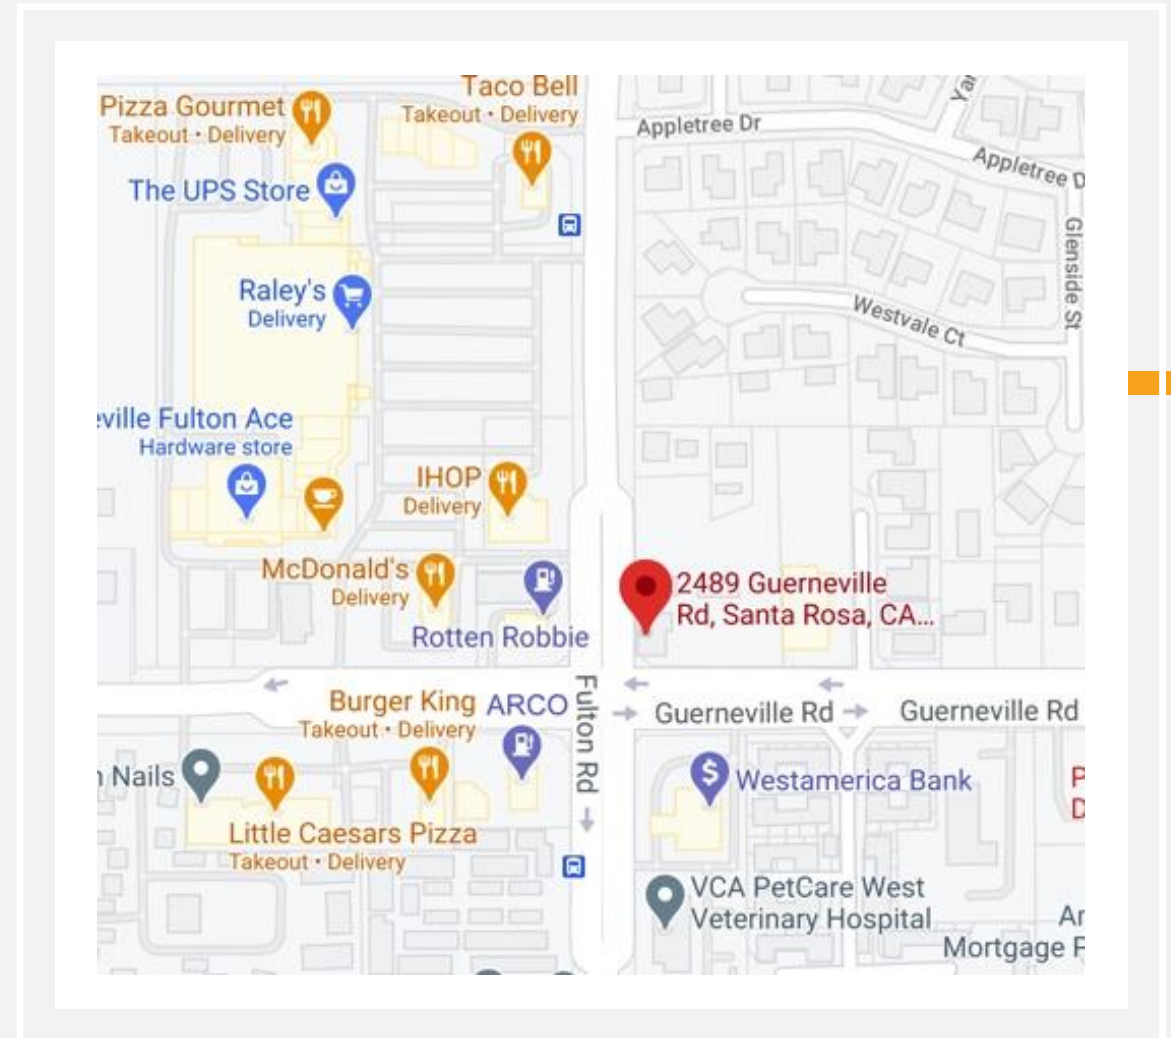 Taco Bell
Takeout • Delivery
Pizza Gourmet
Takeout • Delivery
Appletree Dr
Appletree D
The UPS Store
Glenside St
Raley's
Delivery
Westvale Ct
eville Fulton Ace
Hardware store
IHOP
Delivery
McDonald's
Delivery
2489 Guerneville
Rd, Santa Rosa, CA...
Rotten Robbie
Fulton Rd
Burger King
Takeout • Delivery
ARCO
Guerneville Rd
Guerneville Rd
Nails
Westamerica Bank
Little Caesars Pizza
Takeout • Delivery
VCA PetCare West
Veterinary Hospital
Mortgage